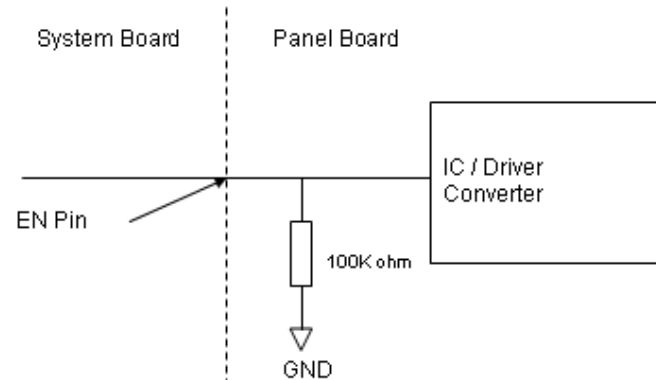 System Board
Panel Board
IC / Driver
Converter
EN Pin
100K ohm
GND